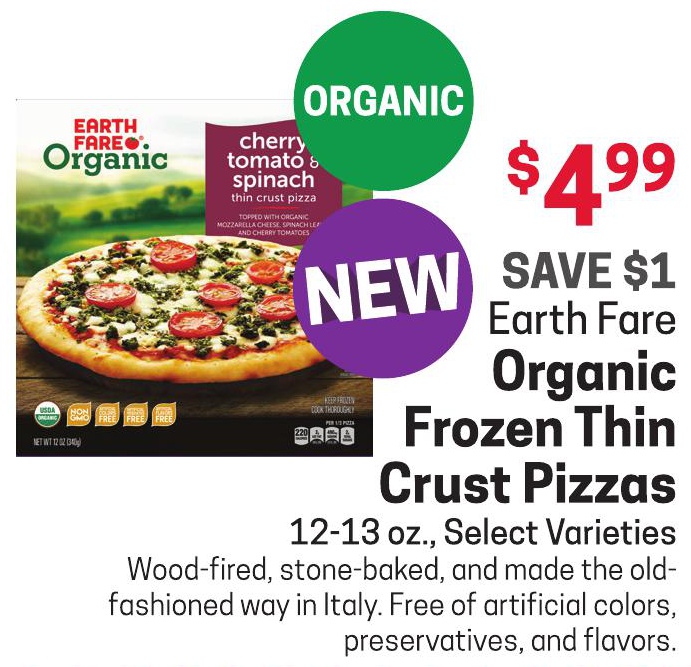 ORGANIC
EARTH
FARE
Organic
cherry
tomato &
spinach
thin crust pizza
TOPPED WITH ORGANIC
MOZZARELLA CHEESE, SPINACH
AND CHERRY TOMATOES
NEW
USDA
ORGANIC
NON
GMO
FREE
FREE
FREE
KEEP FROZEN
COOK THOROUGHLY
PER 1/3 PIZZA
220
NET WT 12 OZ (340g)
$4.99
SAVE $1
Earth Fare
Organic
Frozen Thin
Crust Pizzas
12-13 oz., Select Varieties
Wood-fired, stone-baked, and made the old-
fashioned way in Italy. Free of artificial colors,
preservatives, and flavors.